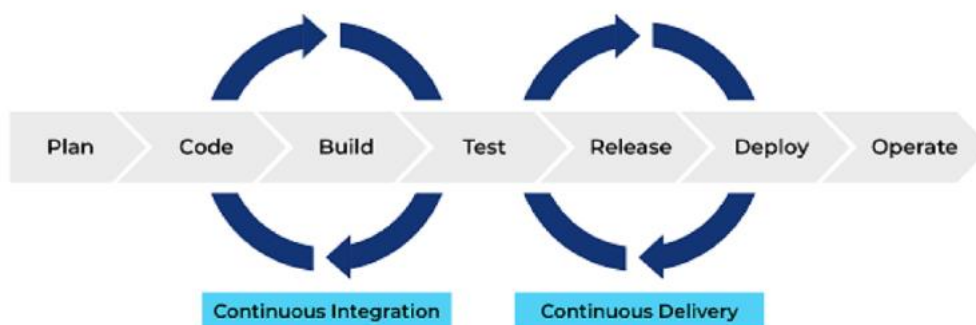 Plan
Code
Build
Test
Release
Deploy
Operate
Continuous Integration
Continuous Delivery